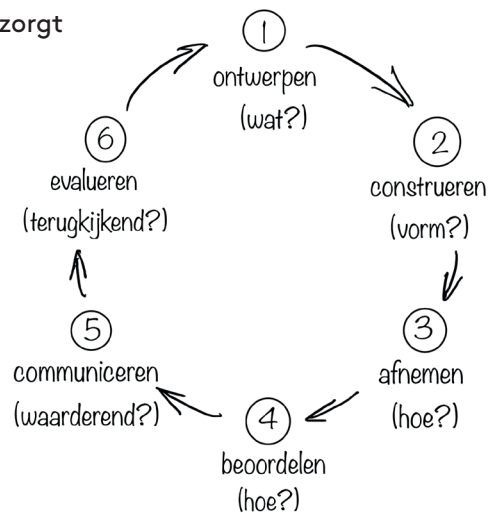 zorgt
1
ontwerpen
(wat?)
2
construeren
(vorm?)
3
afnemen
(hoe?)
4
beoordelen
(hoe?)
5
communiceren
(waarderend?)
6
evalueren
(terugkijkend?)